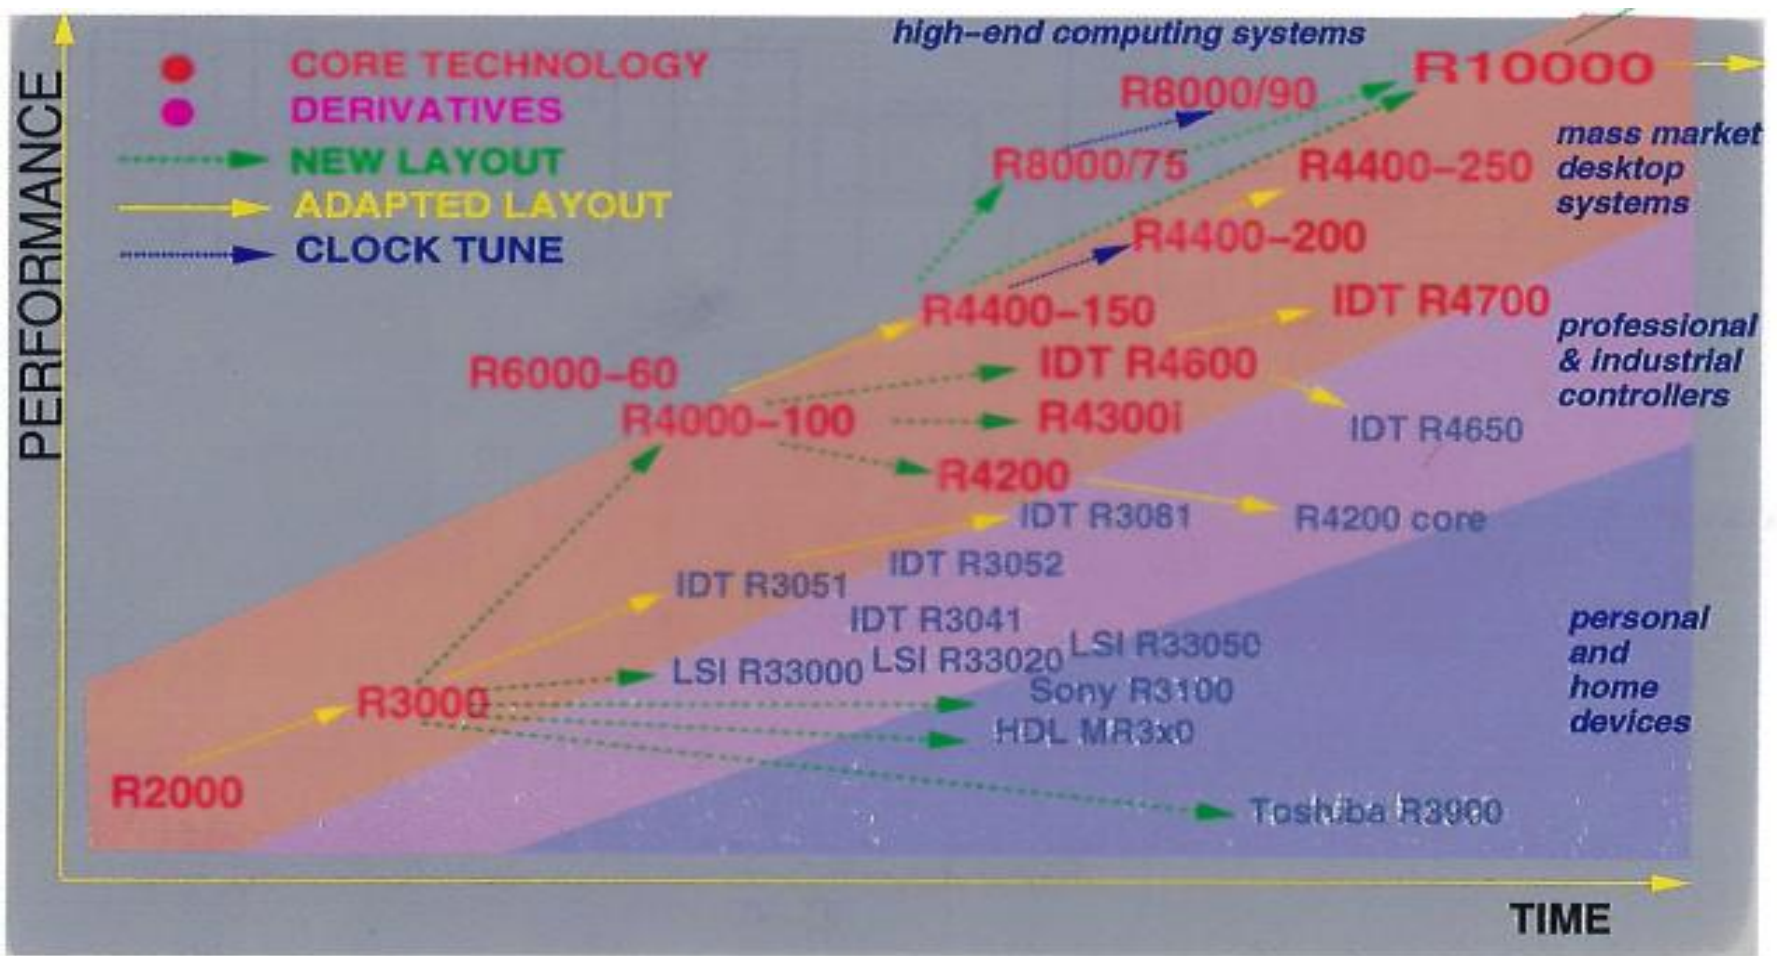 high-end computing systems
PERFORMANCE
CORE TECHNOLOGY
DERIVATIVES
NEW LAYOUT
ADAPTED LAYOUT
CLOCK TUNE
R10000
R8000/90
mass market
desktop
systems
R8000/75
R4400-250
R4400-200
R4400-150
IDT R4700
professional
& industrial
controllers
R6000-60
IDT R4600
R4000-100
R4300i
IDT R4650
R4200
IDT R3081
R4200 core
IDT R3052
IDT R3051
IDT R3041
LSI R33000
LSI R33020
LSI R33050
personal
and
home
devices
R3000
Sony R3100
HDL MR3x0
R2000
Toshiba R3900
TIME